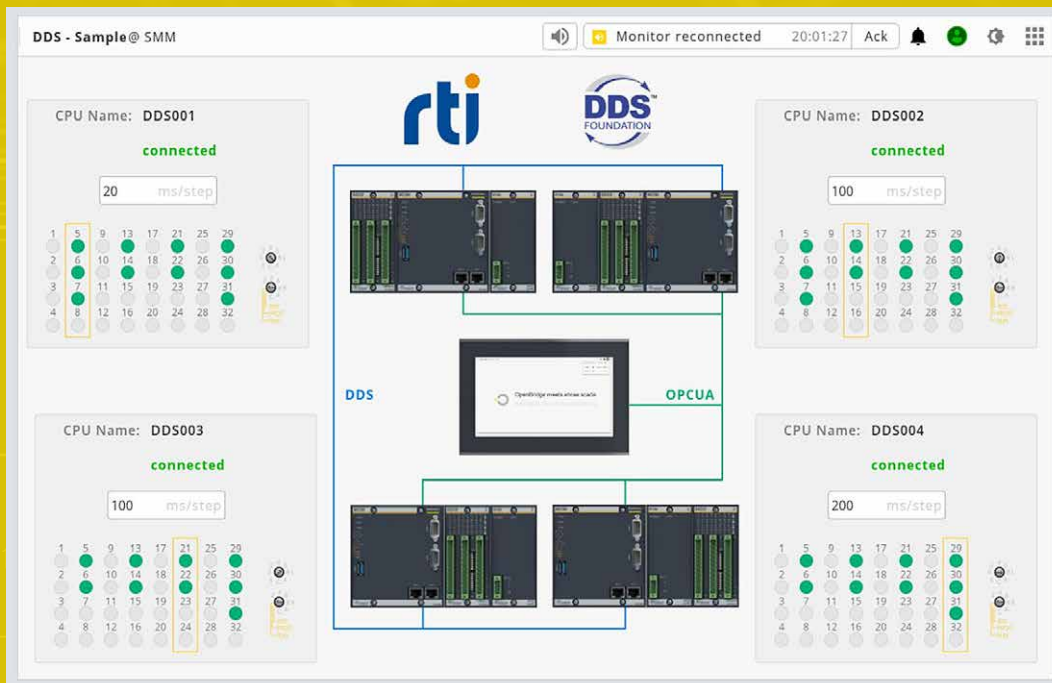 DDS - Sample@ SMM
Monitor reconnected 20:01:27 Ack
rti
DDS™
FOUNDATION
CPU Name: DDS001
connected
20 ms/step
1 5 9 13 17 21 25 29
2 6 10 14 18 22 26 30
3 7 11 15 19 23 27 31
4 8 12 16 20 24 28 32
CPU Name: DDS002
connected
100 ms/step
1 5 9 13 17 21 25 29
2 6 10 14 18 22 26 30
3 7 11 15 19 23 27 31
4 8 12 16 20 24 28 32
DDS
OpenBridge meets atvise scada
OPCUA
CPU Name: DDS003
connected
100 ms/step
1 5 9 13 17 21 25 29
2 6 10 14 18 22 26 30
3 7 11 15 19 23 27 31
4 8 12 16 20 24 28 32
CPU Name: DDS004
connected
200 ms/step
1 5 9 13 17 21 25 29
2 6 10 14 18 22 26 30
3 7 11 15 19 23 27 31
4 8 12 16 20 24 28 32